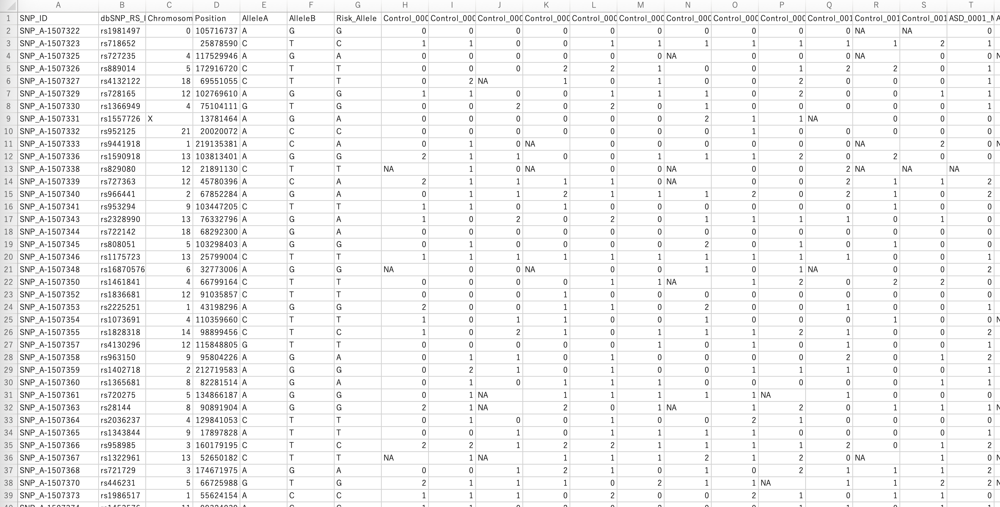 A B C D E F G H I J K L M N O P Q R S T
1 SNP_ID dbSNP_RS_I Chromosom Position AlleleA AlleleB Risk_Allele Control_000 Control_000 Control_000 Control_000 Control_000 Control_000 Control_000 Control_000 Control_000 Control_001 Control_001 Control_001 ASD_0001_M A
2 SNP_A-1507322 rs1981497 0 105716737 A G G 0 0 0 0 0 0 0 0 0 0 NA NA 0
3 SNP_A-1507323 rs718652 25878590 C T C 1 1 0 0 1 1 1 1 1 1 1 2 1
4 SNP_A-1507325 rs727235 4 117529946 A G A 0 0 0 0 0 0 NA 0 0 0 NA 0 0 N
5 SNP_A-1507326 rs889014 5 172916720 C T T 0 0 0 2 2 1 0 0 1 2 2 0 1
6 SNP_A-1507327 rs4132122 18 69551055 C T T 0 2 NA 1 0 1 0 0 2 0 0 0 1
7 SNP_A-1507329 rs728165 12 102769610 A G G 1 1 0 0 1 1 1 0 2 0 0 1 1
8 SNP_A-1507330 rs1366949 4 75104111 G T G 0 0 2 0 2 0 1 0 0 0 0 0 1
9 SNP_A-1507331 rs1557726 X 13781464 A G A 0 0 0 0 0 0 2 1 1 NA 0 0 0
10 SNP_A-1507332 rs952125 21 20020072 A C C 0 0 0 0 0 0 0 1 0 0 0 0 0
11 SNP_A-1507333 rs9441918 1 219135381 A C A 0 1 0 NA 0 0 0 0 0 0 NA 2 0 N
12 SNP_A-1507336 rs1590918 13 103813401 A G G 2 1 1 0 0 1 1 1 2 0 2 0 0
13 SNP_A-1507338 rs829080 12 21891130 C T T NA 1 0 NA 0 0 NA 0 0 2 NA NA NA
14 SNP_A-1507339 rs727363 12 45780396 A C A 2 1 1 1 1 0 NA 0 0 2 1 1 2
15 SNP_A-1507340 rs966441 2 67852284 A G A 0 1 1 2 1 1 1 2 0 2 1 0 2
16 SNP_A-1507341 rs953294 9 103447205 C T T 1 1 0 1 0 0 0 0 0 0 1 0 0
17 SNP_A-1507343 rs2328990 13 76332796 A G A 1 0 2 0 2 0 1 1 1 1 0 1 0
18 SNP_A-1507344 rs722142 18 68292300 A G A 0 0 0 0 0 0 0 0 0 0 0 0 0
19 SNP_A-1507345 rs808051 5 103298403 A G G 0 1 0 0 0 0 2 0 1 0 1 0 0
20 SNP_A-1507346 rs1175723 13 25799004 C T T 1 1 1 1 1 1 1 1 1 1 0 0 1
21 SNP_A-1507348 rs16870576 6 32773006 A G G NA 0 0 NA 0 0 1 0 1 NA 0 0 2
22 SNP_A-1507350 rs1461841 4 66799164 C T T 0 0 0 0 1 1 NA 1 2 0 2 2 0
23 SNP_A-1507352 rs1836681 12 91035857 C T T 0 0 0 1 0 0 0 0 0 0 0 0 0
24 SNP_A-1507353 rs2225251 1 43198296 A G G 2 0 0 1 1 0 2 0 0 1 0 0 1
25 SNP_A-1507354 rs1073691 4 110359660 C T T 1 0 1 1 0 0 1 0 0 0 1 0 0 N
26 SNP_A-1507355 rs1828318 14 98899456 C T C 1 0 2 1 0 1 1 1 2 1 0 0 2
27 SNP_A-1507357 rs4130296 12 115848805 G T T 0 0 0 0 0 1 0 1 0 1 0 0 1
28 SNP_A-1507358 rs963150 9 95804226 A G A 0 1 1 0 1 0 0 0 0 2 0 1 2
29 SNP_A-1507359 rs1402718 2 212719583 A G G 0 2 1 0 1 0 0 1 1 1 0 0 1
30 SNP_A-1507360 rs1365681 8 82281514 A G A 0 1 0 1 1 1 0 0 0 0 0 1 1
31 SNP_A-1507361 rs720275 5 134866187 A G G 0 1 NA 1 1 1 1 1 NA 1 0 0 0
32 SNP_A-1507363 rs28144 8 90891904 A G G 2 1 NA 2 0 1 NA 1 2 0 1 1 1 N
33 SNP_A-1507364 rs2036237 4 129841053 C T T 0 1 0 0 1 0 0 2 1 0 0 0 0
34 SNP_A-1507365 rs1343844 9 17897828 A T T 0 0 1 0 1 1 1 1 0 0 0 0 1
35 SNP_A-1507366 rs958985 3 160179195 C T C 2 2 1 2 2 1 1 1 1 2 0 1 2
36 SNP_A-1507367 rs1322961 13 52650182 C T T NA 1 NA 1 1 1 2 1 2 0 NA 1 0 N
37 SNP_A-1507368 rs721729 3 174671975 A G A 0 0 1 2 1 0 1 0 2 1 1 1 2
38 SNP_A-1507370 rs446231 5 66725988 G T G 2 1 1 1 0 2 1 1 NA 1 1 2 2 N
39 SNP_A-1507373 rs1986517 1 55624154 A C C 1 1 1 0 2 0 0 2 1 0 1 1 0